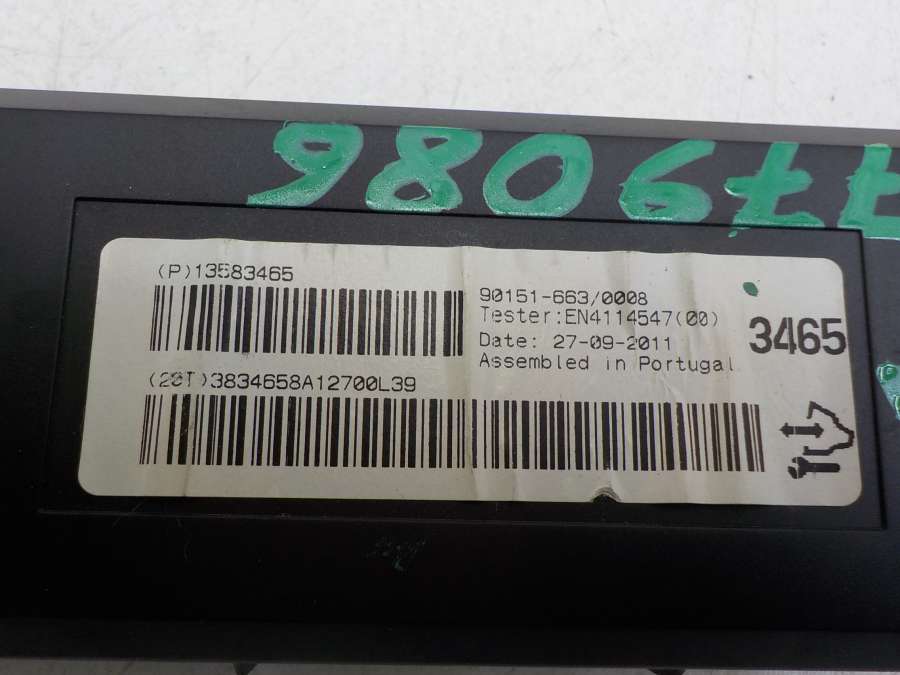 980677
(P)13583465
90151-663/0008
Tester:EN4114547(00)
Date: 27-09-2011
Assembled in Portugal
3465
(20T)3834658A12700L39